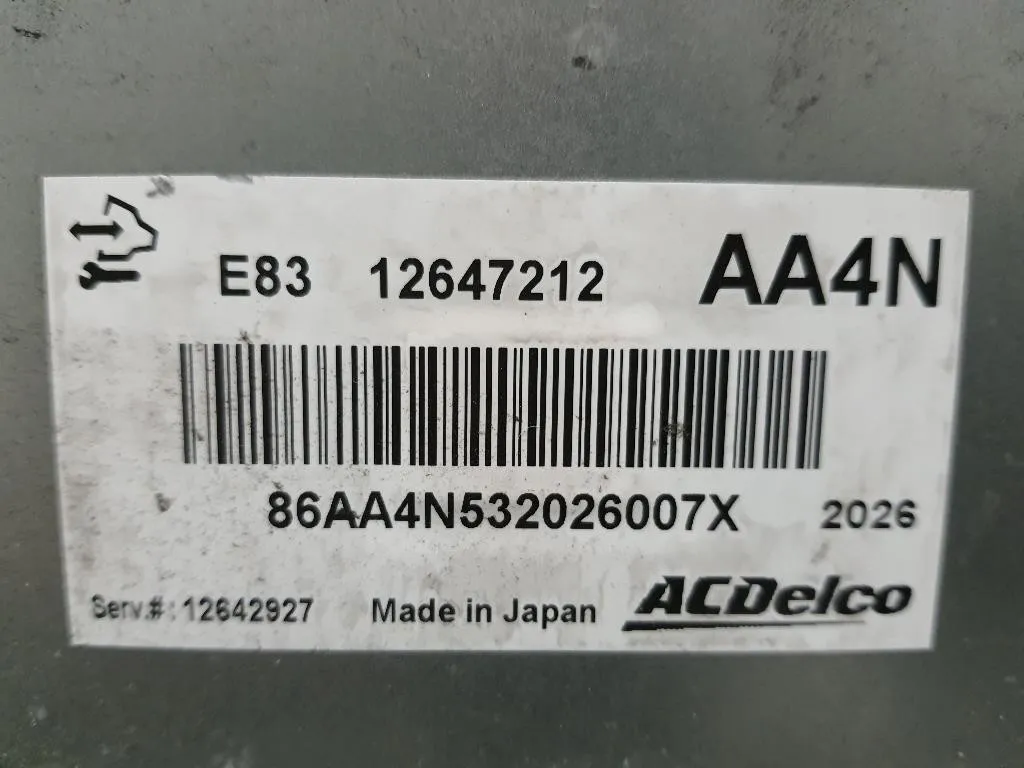 E83 12647212 AA4N
86AA4N532026007X 2026
Serv.#: 12642927 Made in Japan ACDelco